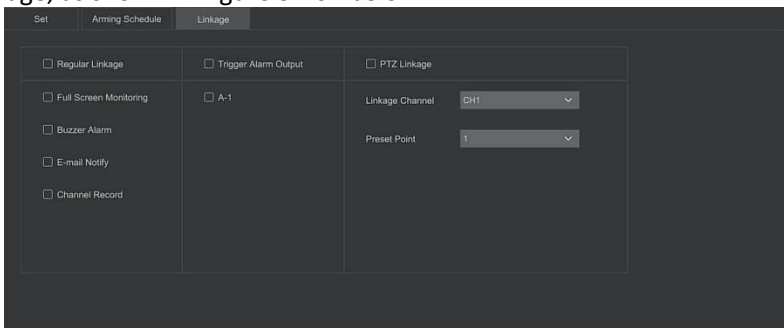 Set Arming Schedule Linkage
Regular Linkage Trigger Alarm Output PTZ Linkage
Full Screen Monitoring A-1 Linkage Channel CH1
Buzzer Alarm
Preset Point 1
E-mail Notify
Channel Record